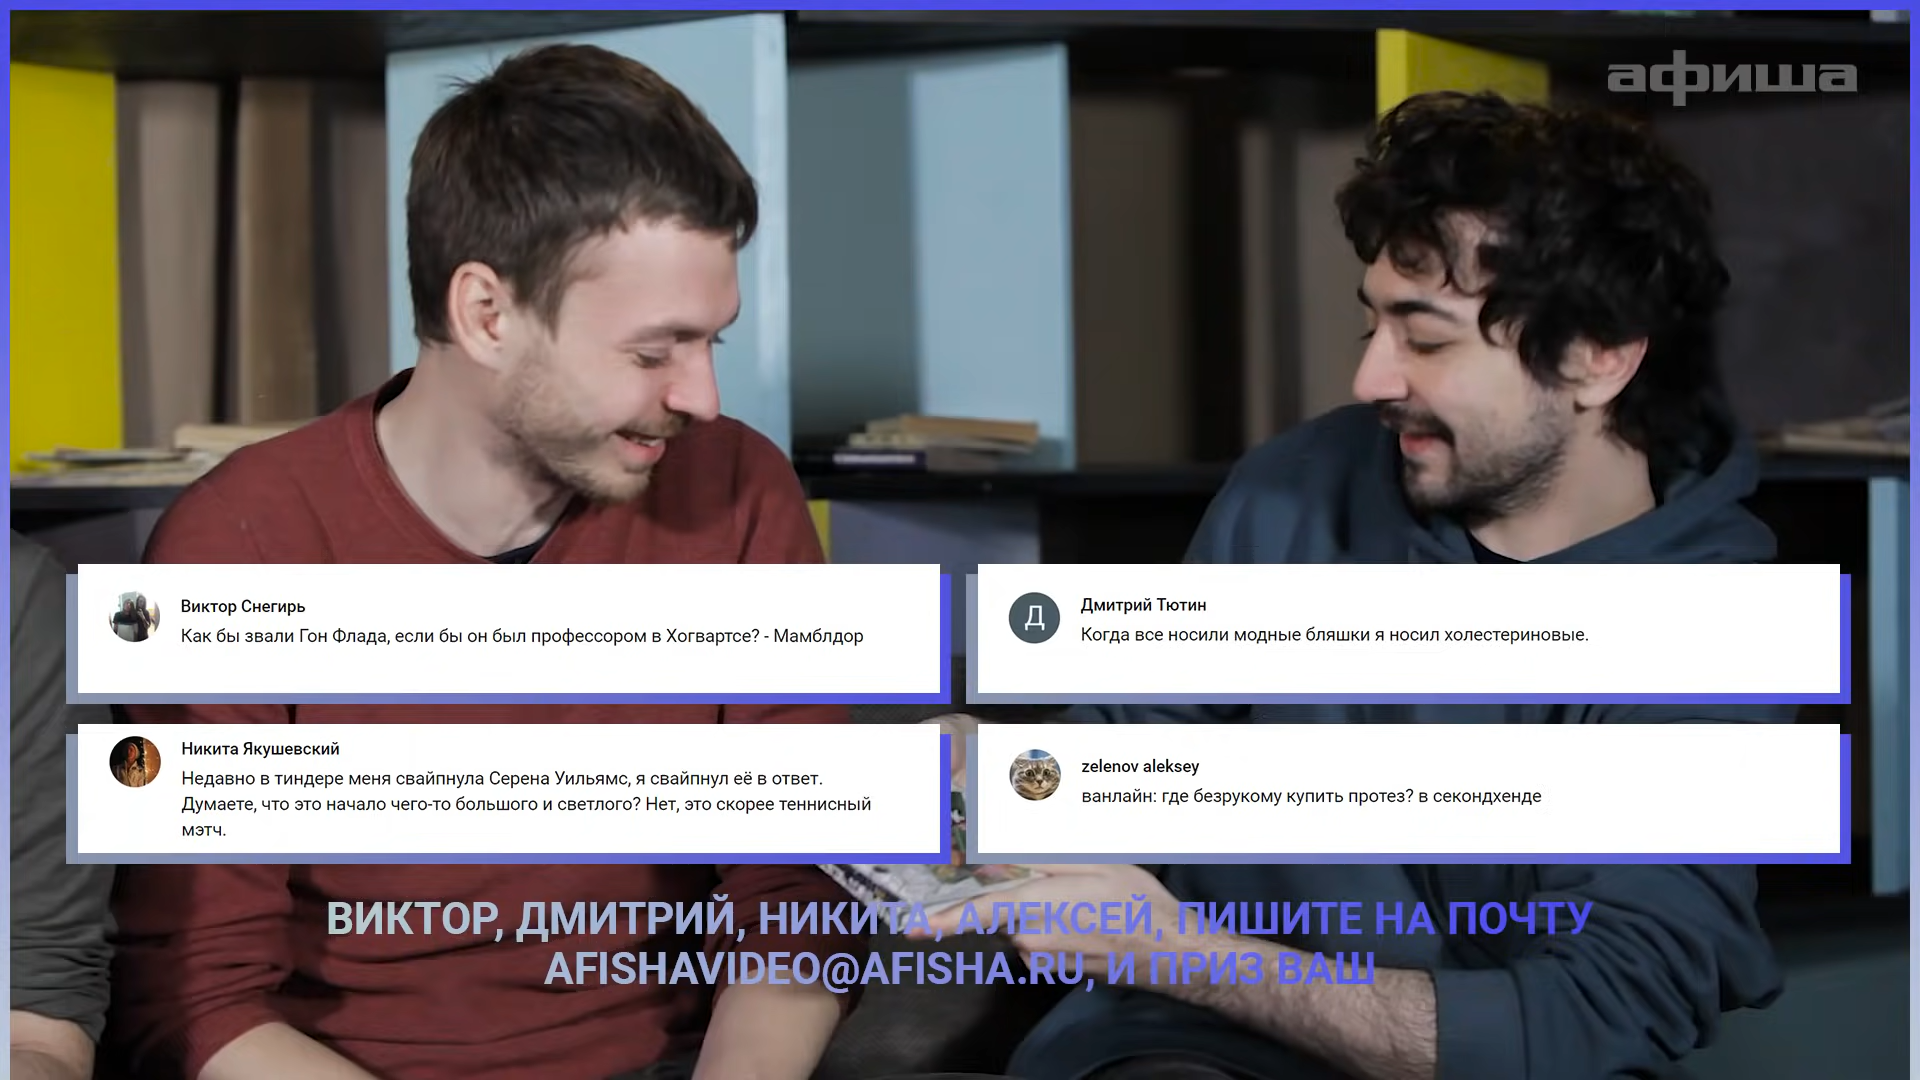 афиша
Виктор Снегирь
Как бы звали Гон Флада, если бы он был профессором в Хогвартсе? - Мамблдор
Дмитрий Тютин
Д
Когда все носили модные бляшки я носил холестериновые.
Никита Якушевский
Недавно в тиндере меня свайпнула Серена Уильямс, я свайпнул её в ответ.
Думаете, что это начало чего-то большого и светлого? Нет, это скорее теннисный
мэтч.
zelenov aleksey
ванлайн: где безрукому купить протез? в секондхенде
ВИКТОР, ДМИТРИЙ, НИКИТА, АЛЕКСЕЙ, ПИШИТЕ НА ПОЧТУ
AFISHAVIDEO@AFISHA.RU, И ПРИЗ ВАШ